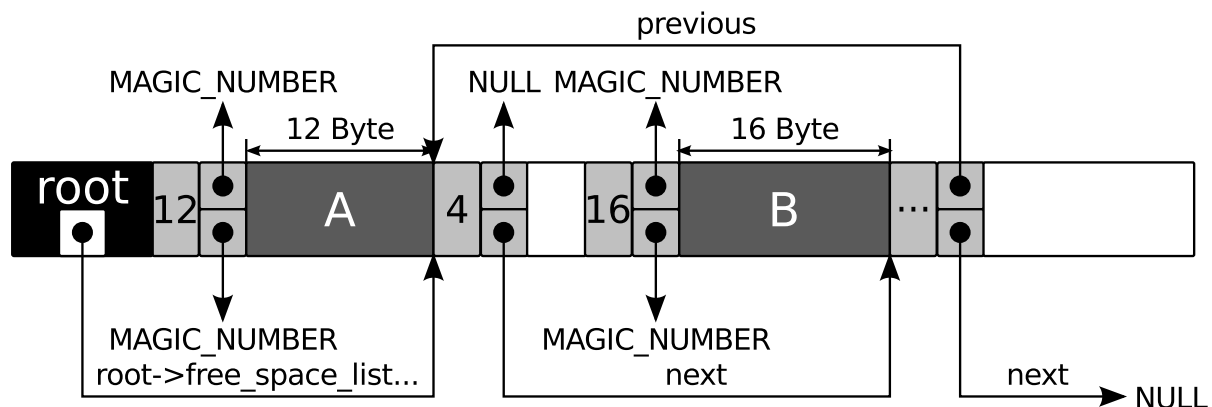 previous
MAGIC_NUMBER
NULL
MAGIC_NUMBER
12 Byte
16 Byte
root
12
A
4
16
B
...
MAGIC_NUMBER
MAGIC_NUMBER
root->free_space_list...
next
next
NULL